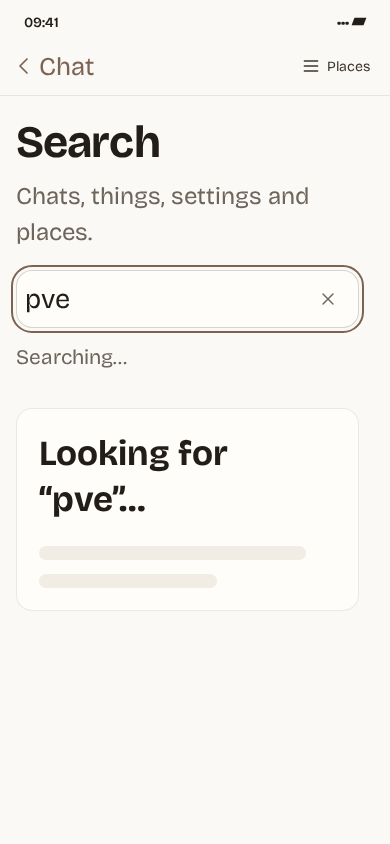 09:41
Chat
Places
Search
Chats, things, settings and
places.
pve
Searching...
Looking for
“pve”...